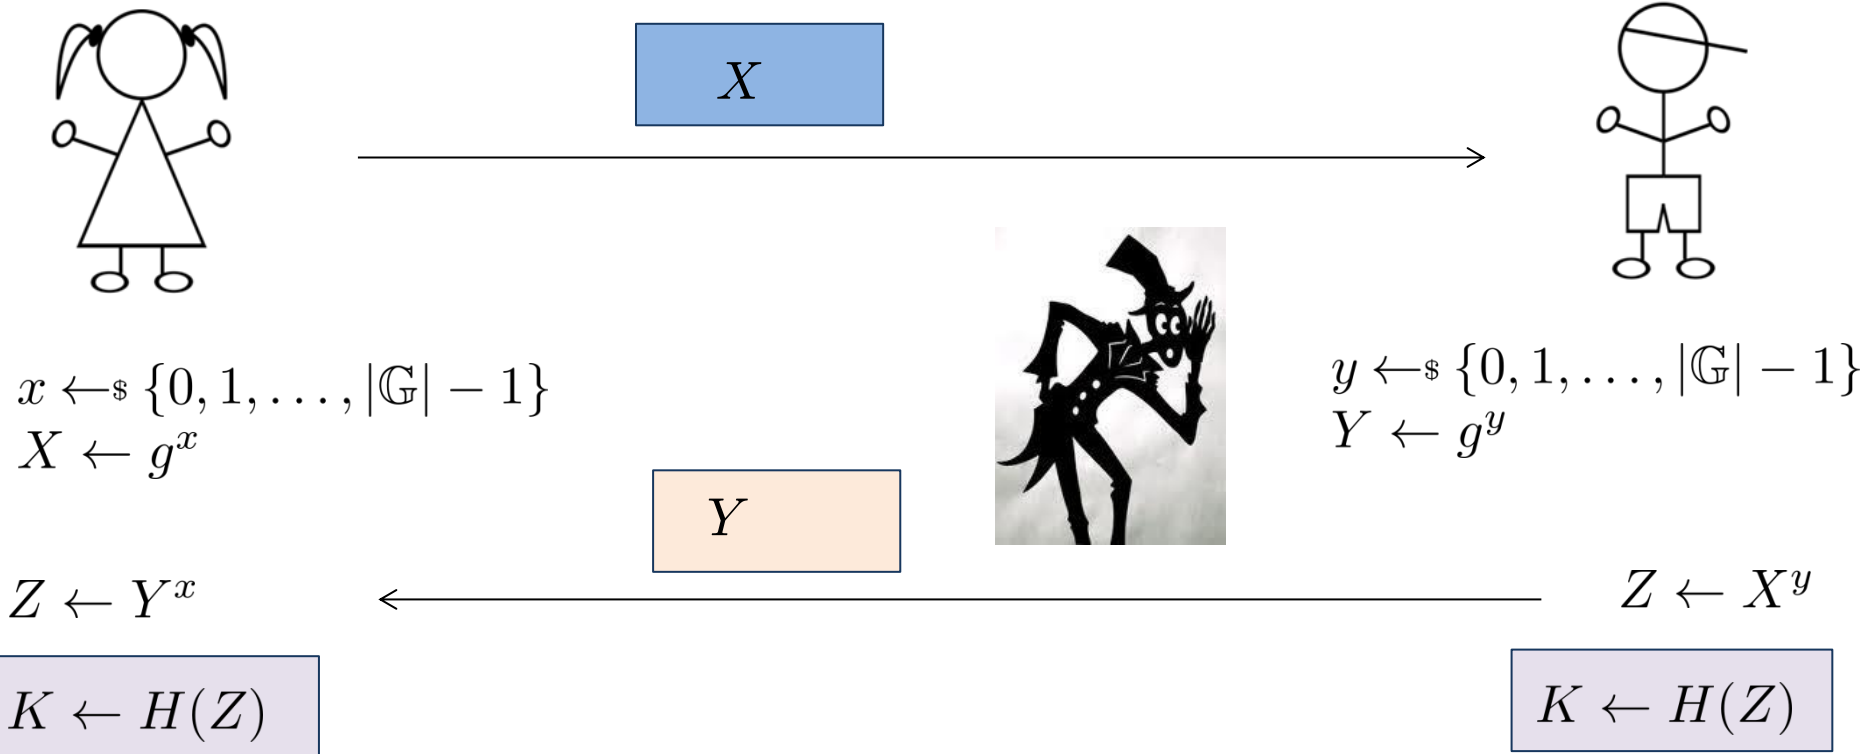 X
x ←$ {0, 1, . . . , |𝔾| − 1}
X ← g^x
y ←$ {0, 1, . . . , |𝔾| − 1}
Y ← g^y
Y
Z ← Y^x
Z ← X^y
K ← H(Z)
K ← H(Z)